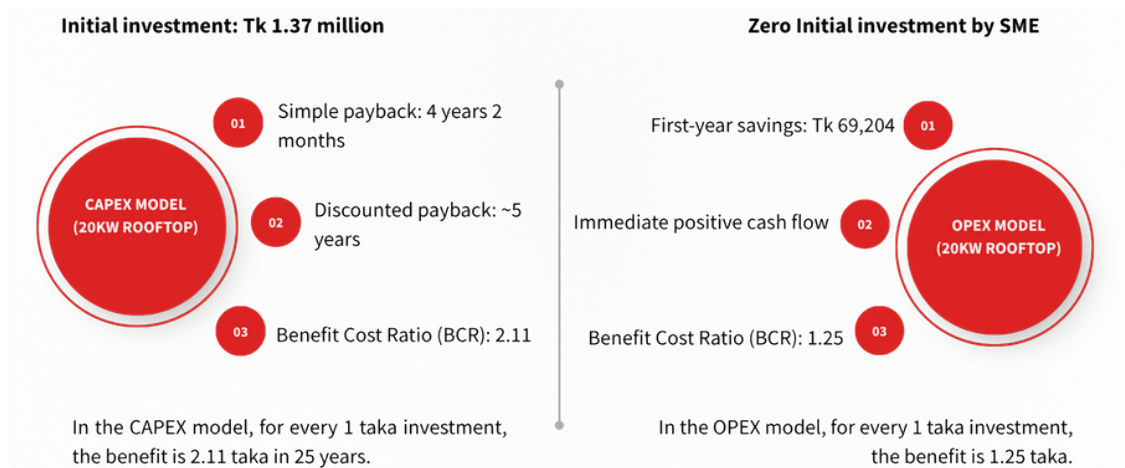 Initial investment: Tk 1.37 million
01
Simple payback: 4 years 2
months
CAPEX MODEL
(20KW ROOFTOP)
02
Discounted payback: ~5
years
03
Benefit Cost Ratio (BCR): 2.11
In the CAPEX model, for every 1 taka investment,
the benefit is 2.11 taka in 25 years.
Zero Initial investment by SME
First-year savings: Tk 69,204
01
Immediate positive cash flow
02
OPEX MODEL
(20KW ROOFTOP)
Benefit Cost Ratio (BCR): 1.25
03
In the OPEX model, for every 1 taka investment,
the benefit is 1.25 taka.